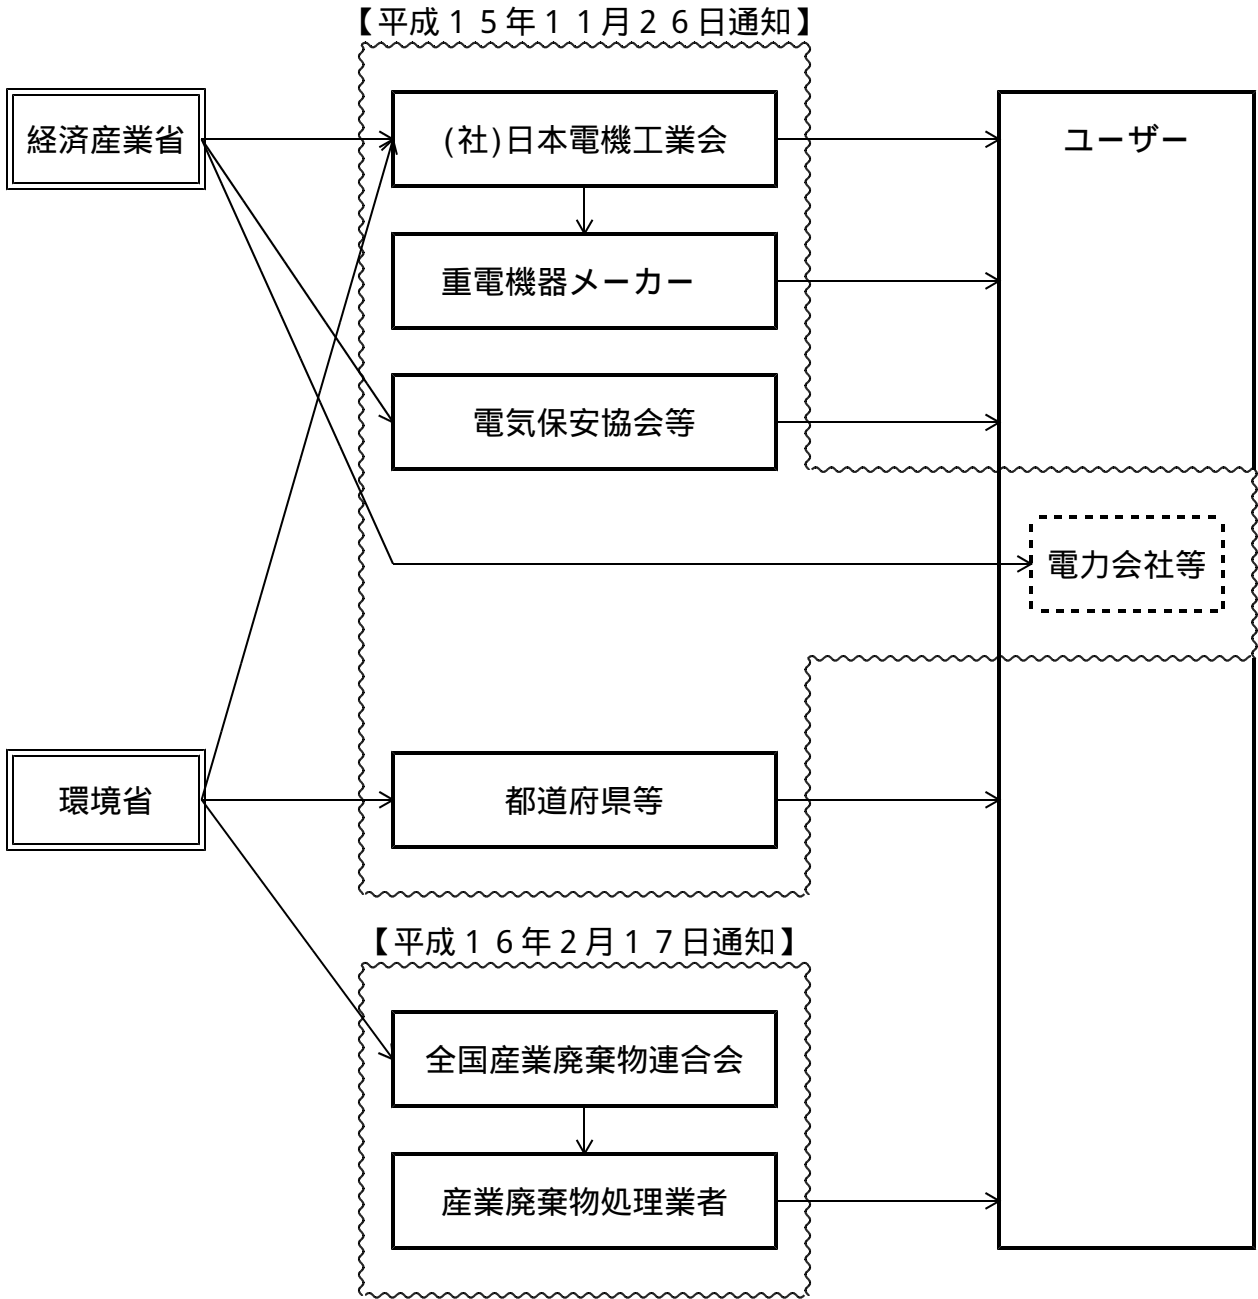 【平成１５年１１月２６日通知】
経済産業省
(社)日本電機工業会
ユーザー
重電機器メーカー
電気保安協会等
電力会社等
環境省
都道府県等
【平成１６年２月１７日通知】
全国産業廃棄物連合会
産業廃棄物処理業者